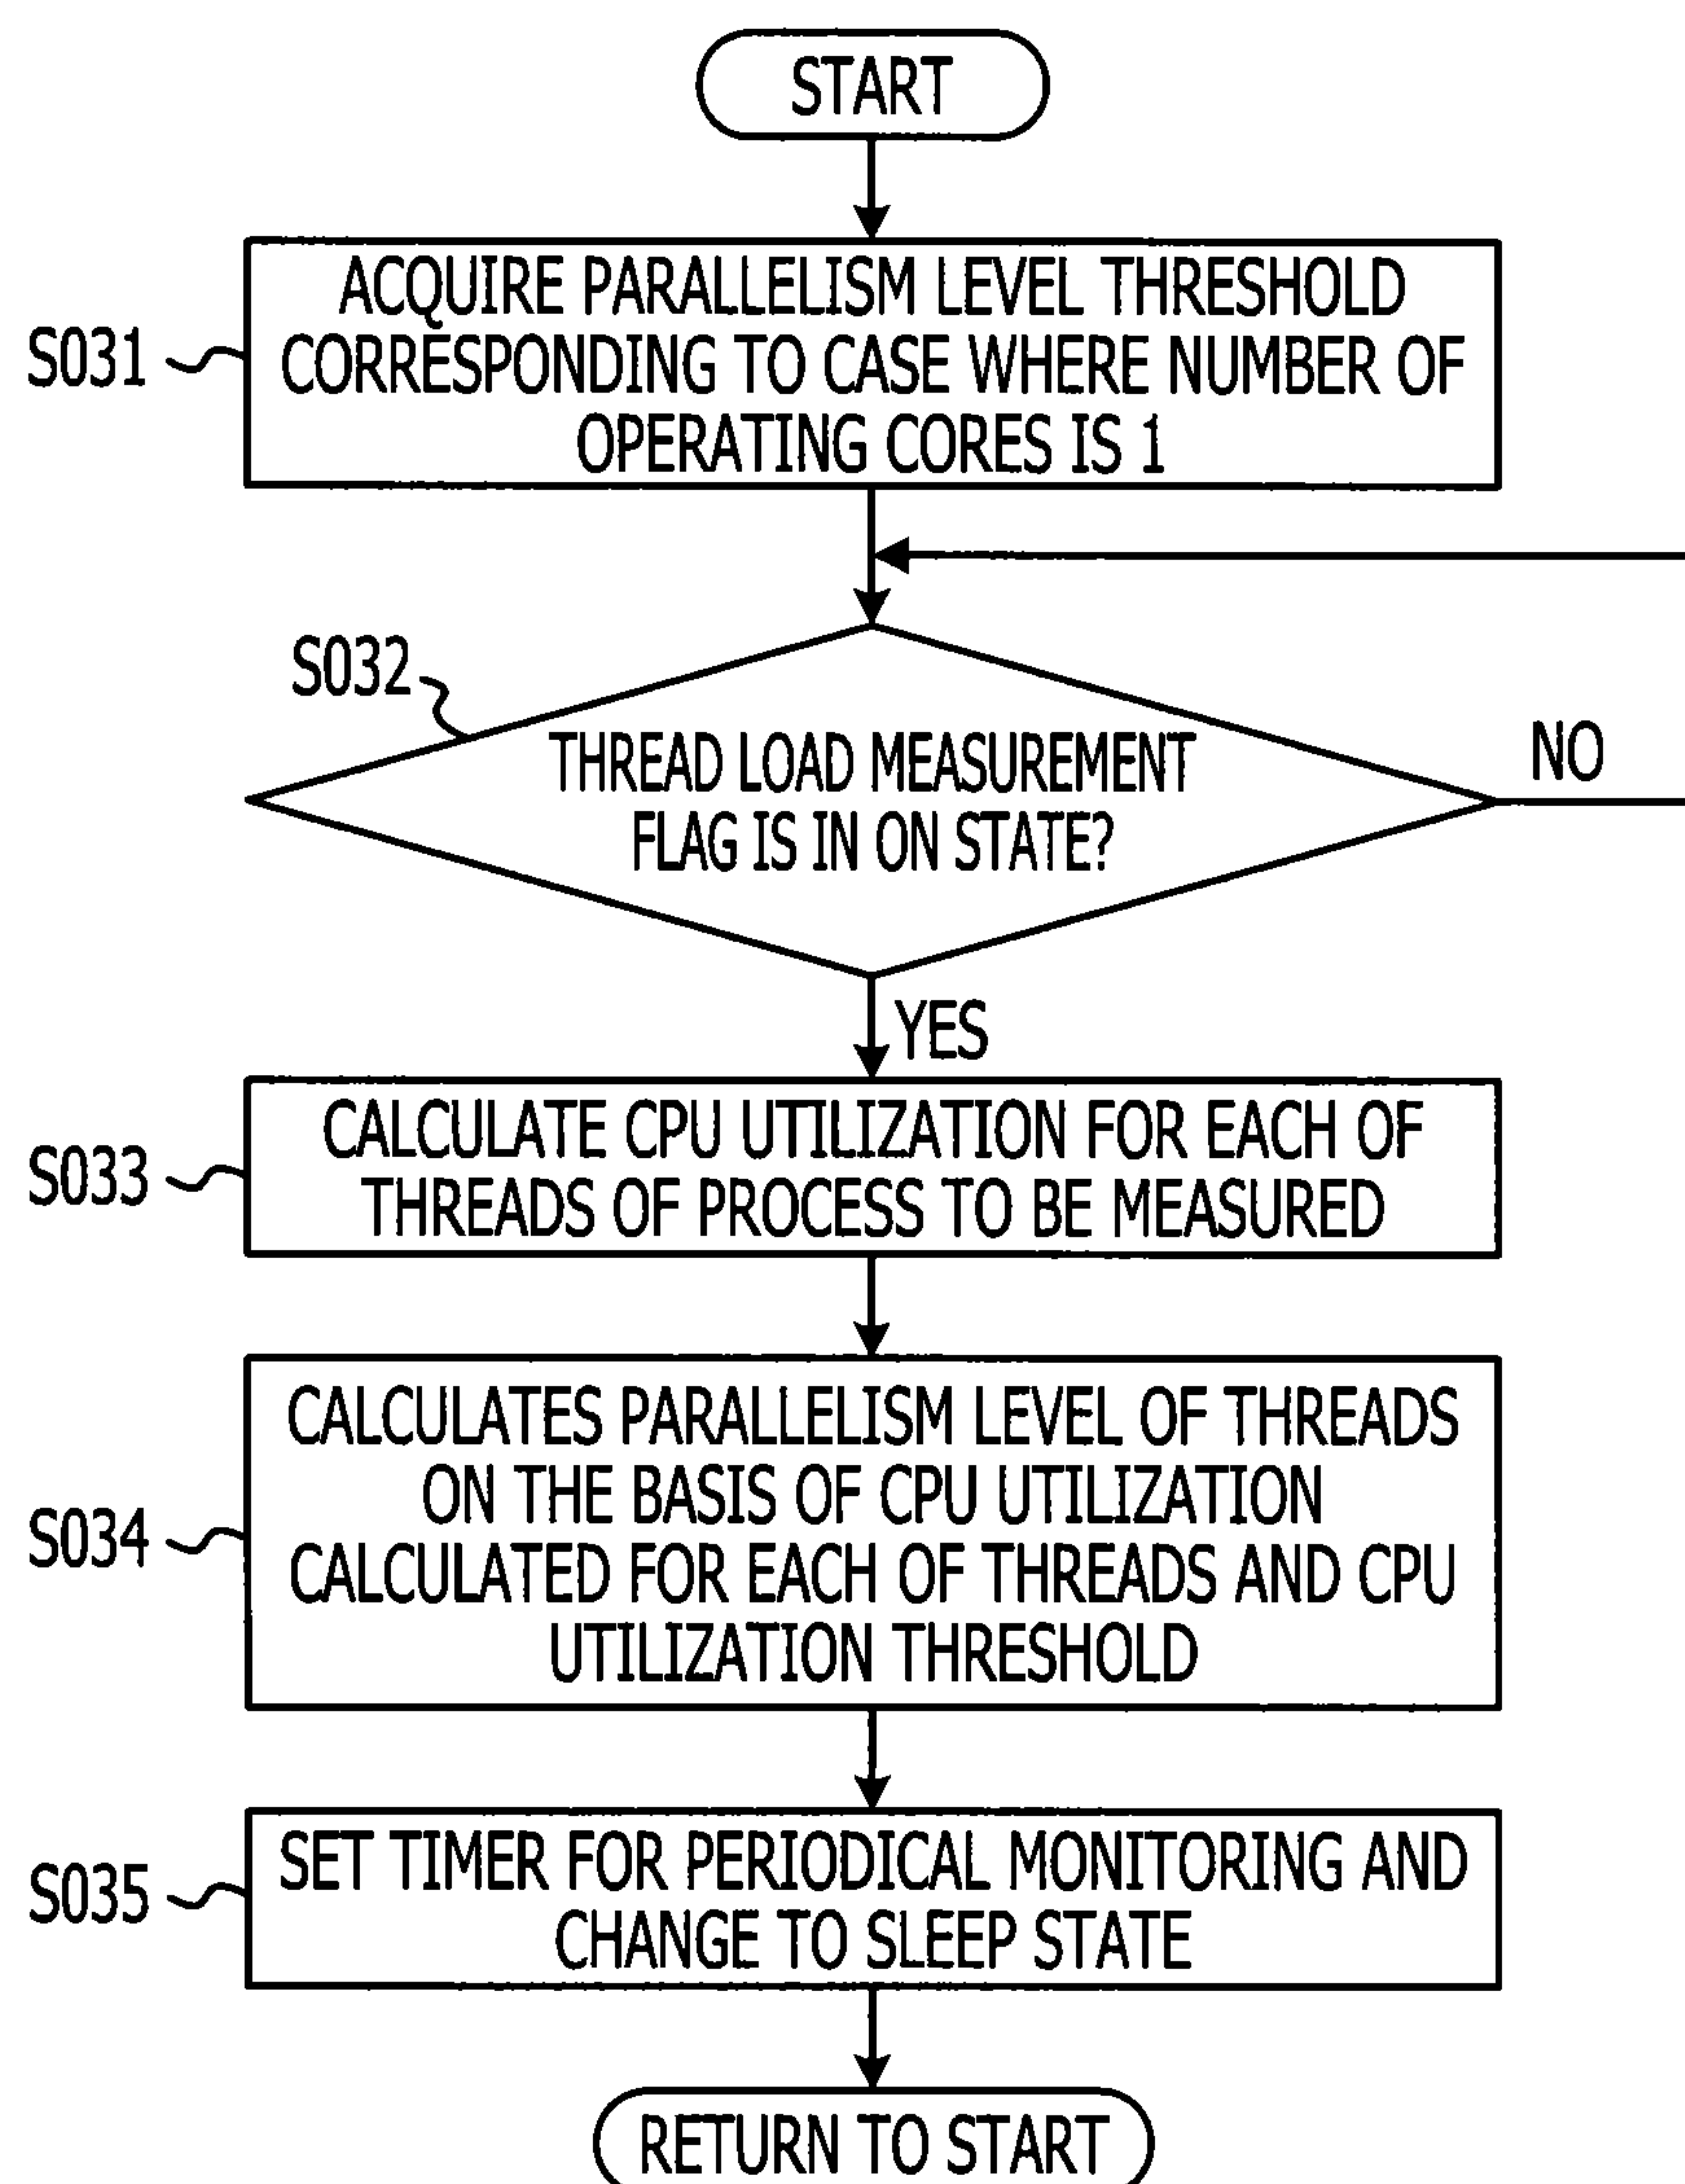 START
S031
ACQUIRE PARALLELISM LEVEL THRESHOLD
CORRESPONDING TO CASE WHERE NUMBER OF
OPERATING CORES IS 1
S032
THREAD LOAD MEASUREMENT
FLAG IS IN ON STATE?
NO
YES
S033
CALCULATE CPU UTILIZATION FOR EACH OF
THREADS OF PROCESS TO BE MEASURED
S034
CALCULATES PARALLELISM LEVEL OF THREADS
ON THE BASIS OF CPU UTILIZATION
CALCULATED FOR EACH OF THREADS AND CPU
UTILIZATION THRESHOLD
S035
SET TIMER FOR PERIODICAL MONITORING AND
CHANGE TO SLEEP STATE
RETURN TO START